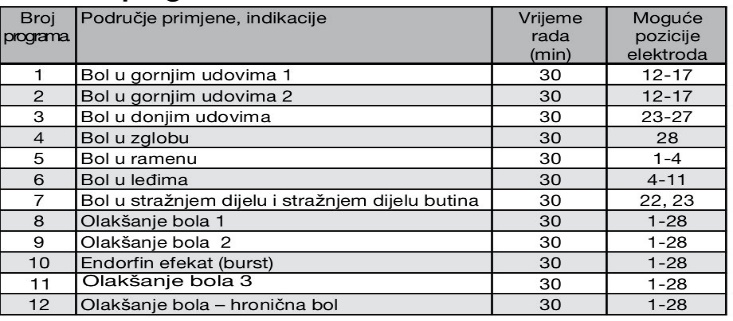 Broj programa Područje primjene, indikacije Vrijeme rada (min) Moguće pozicije elektroda
1 Bol u gornjim udovima 1 30 12-17
2 Bol u gornjim udovima 2 30 12-17
3 Bol u donjim udovima 30 23-27
4 Bol u zglobu 30 28
5 Bol u ramenu 30 1-4
6 Bol u leđima 30 4-11
7 Bol u stražnjem dijelu i stražnjem dijelu butina 30 22, 23
8 Olakšanje bola 1 30 1-28
9 Olakšanje bola 2 30 1-28
10 Endorfin efekat (burst) 30 1-28
11 Olakšanje bola 3 30 1-28
12 Olakšanje bola – hronična bol 30 1-28